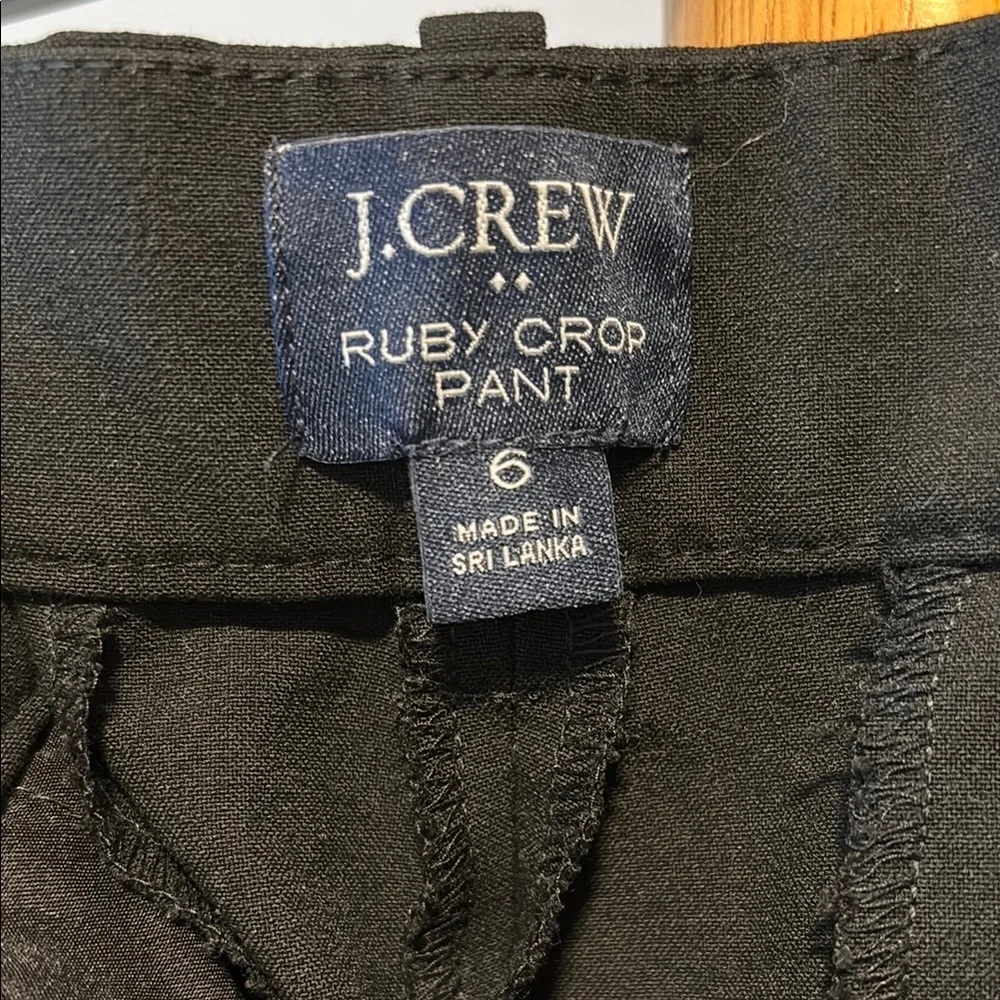 J.CREW
RUBY CROP
PANT
6
MADE IN
SRI LANKA